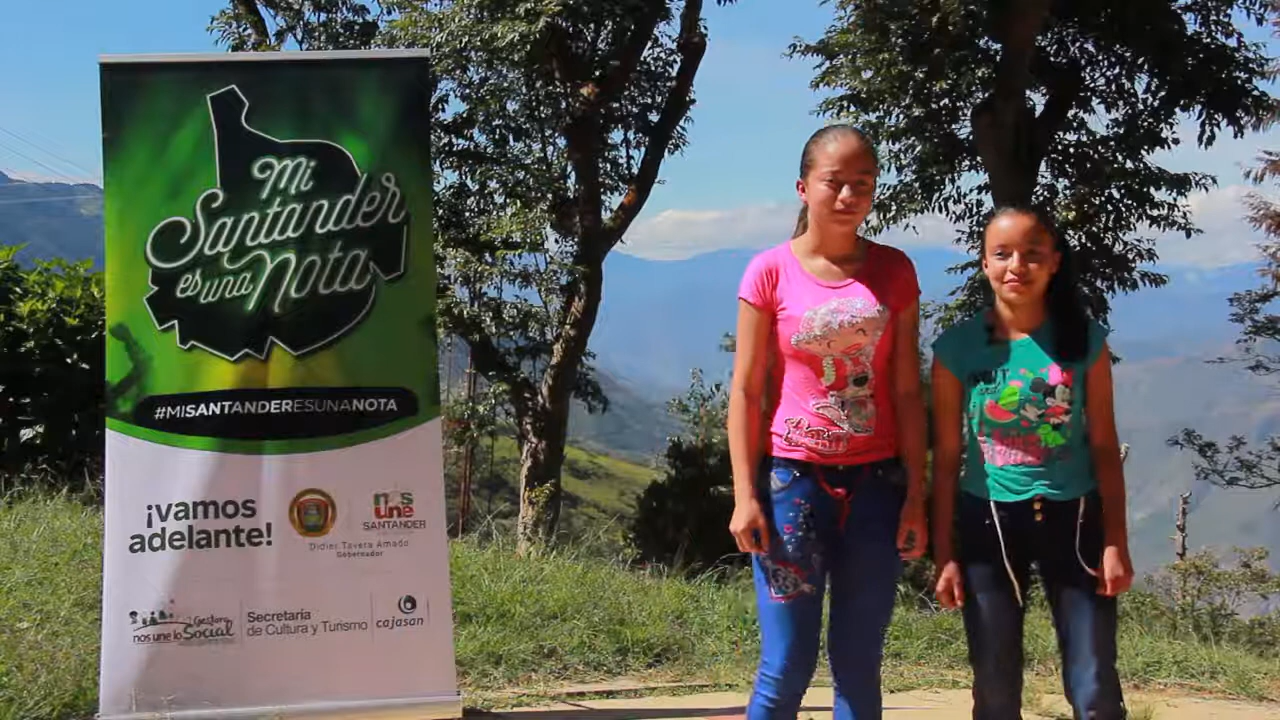 Mi
Santander
es una Nota
#MISANTANDERESUNANOTA
¡vamos
adelante!
nos
une
SANTANDER
Didier Tavera Amado
Gobernador
Gestora
nos une lo Social
Secretaría
de Cultura y Turismo
cajasan